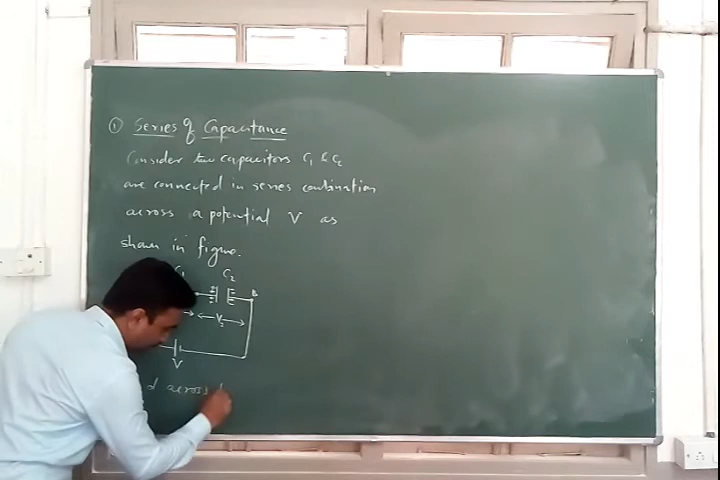 ① Series of Capacitance
Consider two capacitors C1 & C2
are connected in series combination
across a potential V as
shown in figure.
C1 C2
B
V2
V
d across